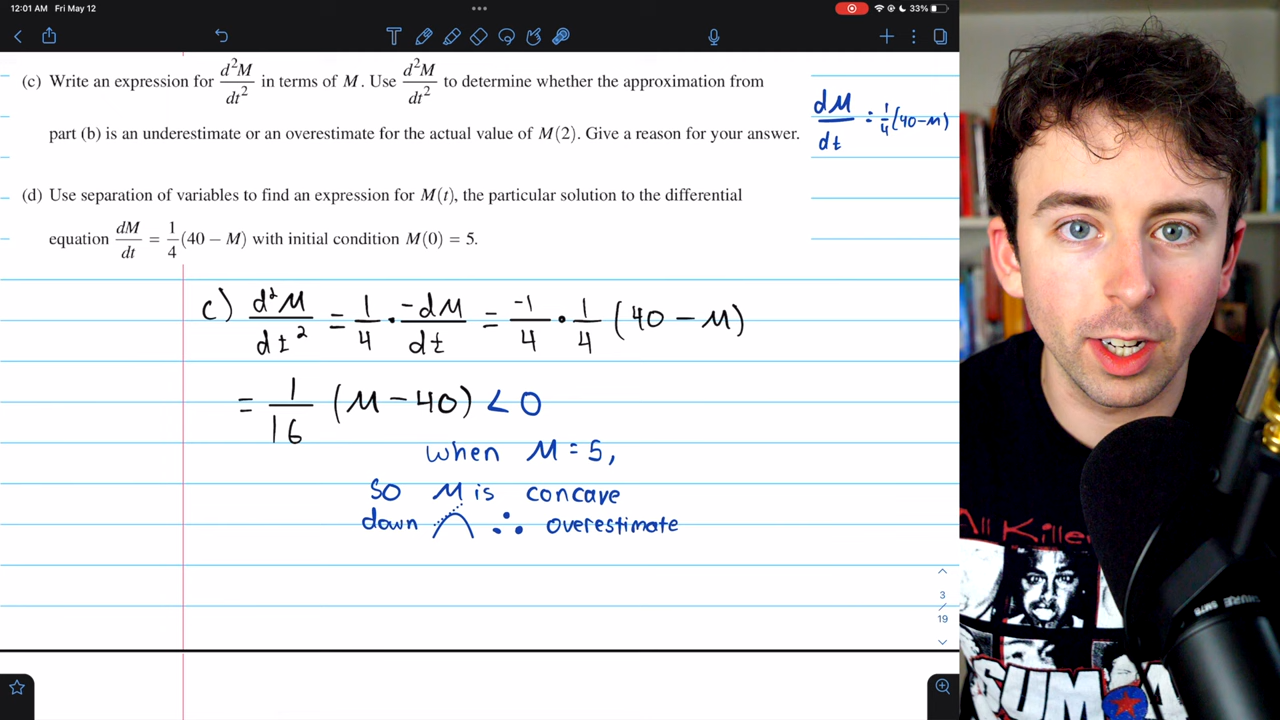 12:01 AM Fri May 12
33%
(c) Write an expression for d²M/dt² in terms of M. Use d²M/dt² to determine whether the approximation from
part (b) is an underestimate or an overestimate for the actual value of M(2). Give a reason for your answer.
dM/dt = 1/4(40-M)
(d) Use separation of variables to find an expression for M(t), the particular solution to the differential
equation dM/dt = 1/4(40 − M) with initial condition M(0) = 5.
c) d²M/dt² = 1/4 · -dM/dt = -1/4 · 1/4 (40 - M)
= 1/16 (M - 40) < 0
when M = 5,
So M is concave
down ∴ overestimate
3
/
19
All Killer
SHURE SM7B
SUM 41